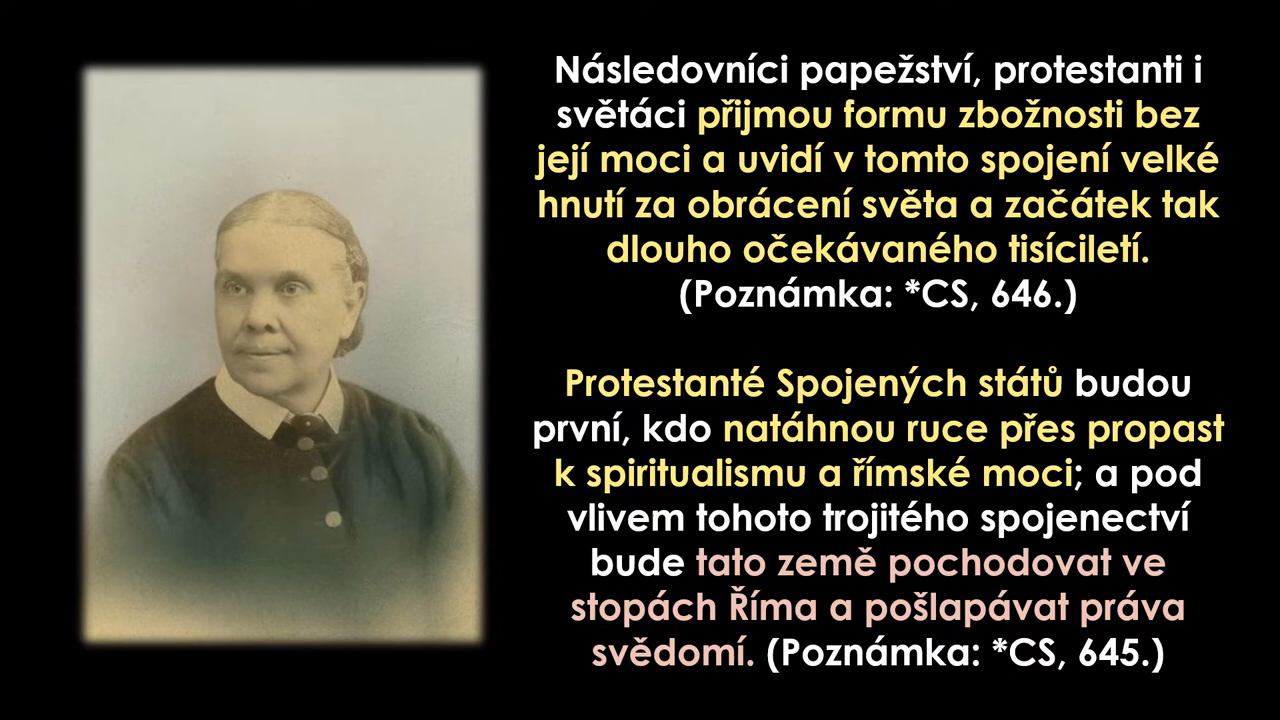 Následovníci papežství, protestanti i
světáci přijmou formu zbožnosti bez
její moci a uvidí v tomto spojení velké
hnutí za obrácení světa a začátek tak
dlouho očekávaného tisíciletí.
(Poznámka: *CS, 646.)
Protestanté Spojených států budou
první, kdo natáhnou ruce přes propast
k spiritualismu a římské moci; a pod
vlivem tohoto trojitého spojenectví
bude tato země pochodovat ve
stopách Říma a pošlapávat práva
svědomí. (Poznámka: *CS, 645.)